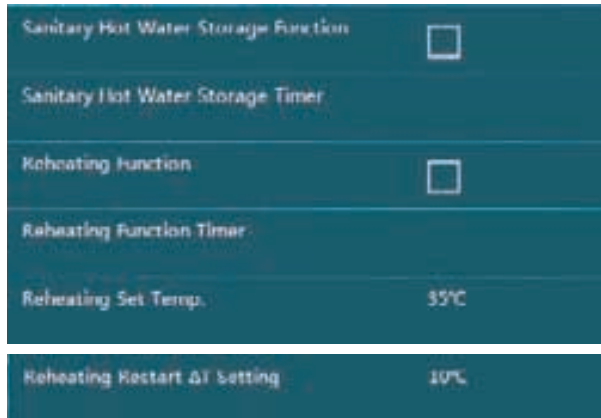 Sanitary Hot Water Storage Function
Sanitary Hot Water Storage Timer
Reheating Function
Reheating Function Timer
Reheating Set Temp. 35°C
Reheating Restart ΔT Setting 10°C